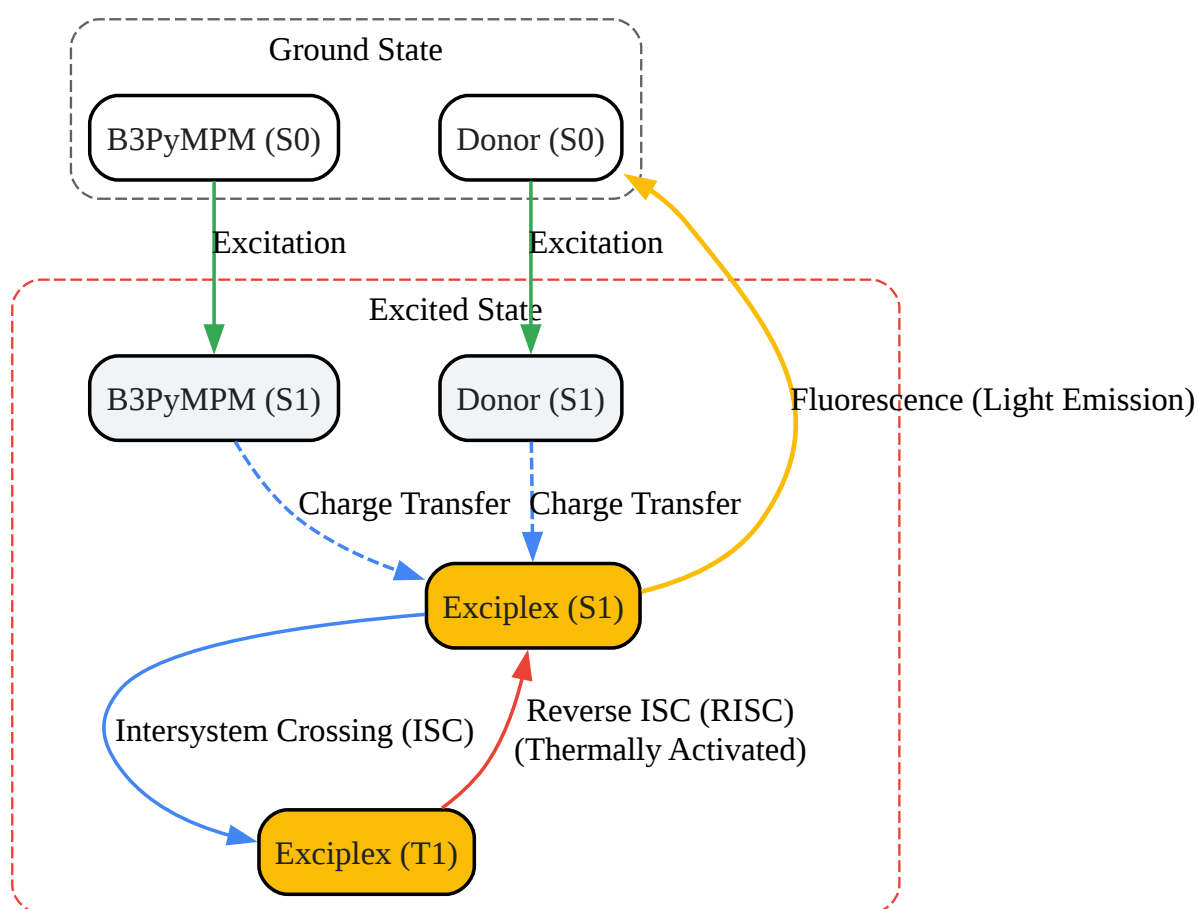 Ground State
B3PyMPM (S0)
Donor (S0)
Excitation
Excitation
Excited State
B3PyMPM (S1)
Donor (S1)
Fluorescence (Light Emission)
Charge Transfer
Charge Transfer
Exciplex (S1)
Intersystem Crossing (ISC)
Reverse ISC (RISC)
(Thermally Activated)
Exciplex (T1)